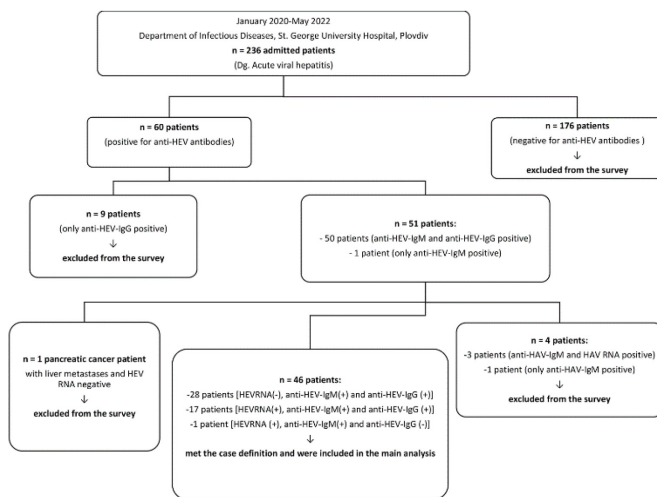 January 2020-May 2022
Department of Infectious Diseases, St. George University Hospital, Plovdiv
n = 236 admitted patients
(Dg. Acute viral hepatitis)
n = 60 patients
(positive for anti-HEV antibodies)
n = 176 patients
(negative for anti-HEV antibodies )
↓
excluded from the survey
n = 9 patients
(only anti-HEV-IgG positive)
↓
excluded from the survey
n = 51 patients:
- 50 patients (anti-HEV-IgM and anti-HEV-IgG positive)
- 1 patient (only anti-HEV-IgM positive)
n = 1 pancreatic cancer patient
with liver metastases and HEV
RNA negative
↓
excluded from the survey
n = 46 patients:
-28 patients [HEVRNA(-), anti-HEV-IgM(+) and anti-HEV-IgG (+)]
-17 patients [HEVRNA(+), anti-HEV-IgM(+) and anti-HEV-IgG (+)]
-1 patient [HEVRNA (+), anti-HEV-IgM(+) and anti-HEV-IgG (-)]
↓
met the case definition and were included in the main analysis
n = 4 patients:
-3 patients (anti-HAV-IgM and HAV RNA positive)
-1 patient (only anti-HAV-IgM positive)
↓
excluded from the survey